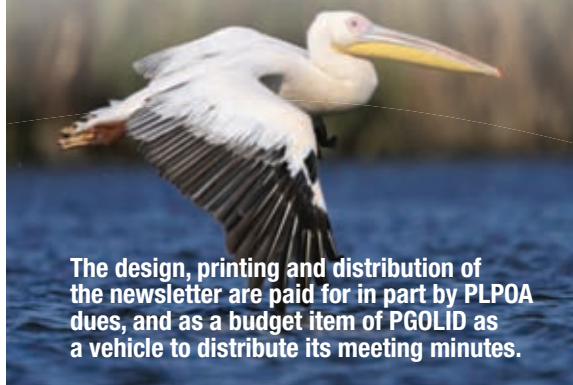 The design, printing and distribution of
the newsletter are paid for in part by PLPOA
dues, and as a budget item of PGOLID as
a vehicle to distribute its meeting minutes.